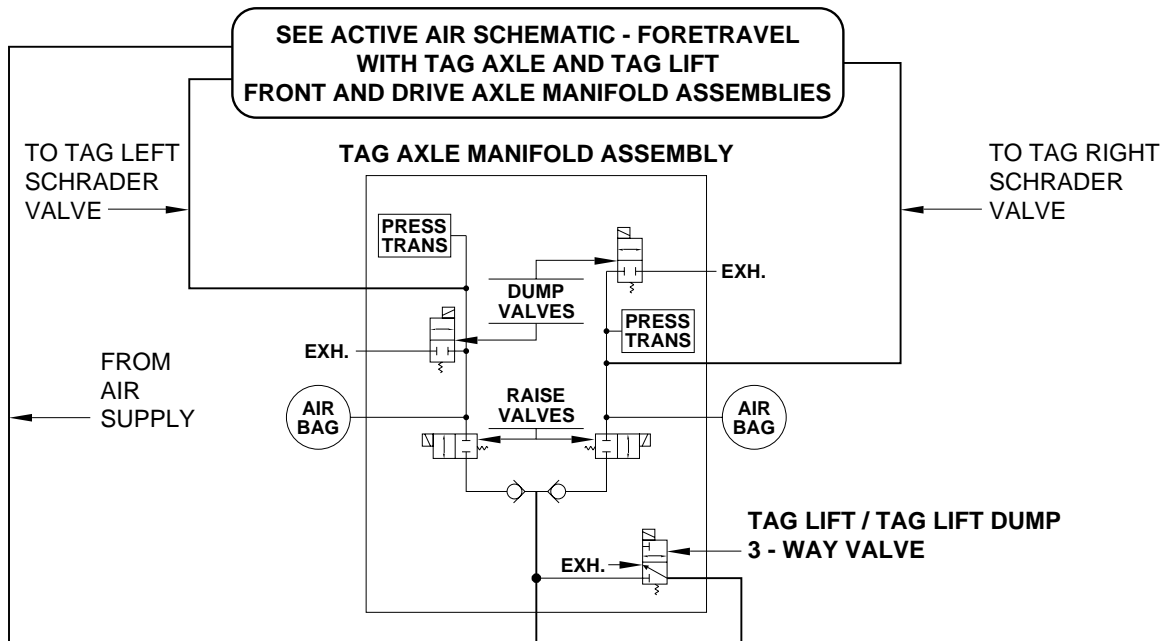 SEE ACTIVE AIR SCHEMATIC - FORETRAVEL
WITH TAG AXLE AND TAG LIFT
FRONT AND DRIVE AXLE MANIFOLD ASSEMBLIES
TO TAG LEFT
SCHRADER
VALVE
TAG AXLE MANIFOLD ASSEMBLY
TO TAG RIGHT
SCHRADER
VALVE
PRESS
TRANS
EXH.
DUMP
VALVES
PRESS
TRANS
EXH.
FROM
AIR
SUPPLY
AIR
BAG
RAISE
VALVES
AIR
BAG
TAG LIFT / TAG LIFT DUMP
3 - WAY VALVE
EXH.